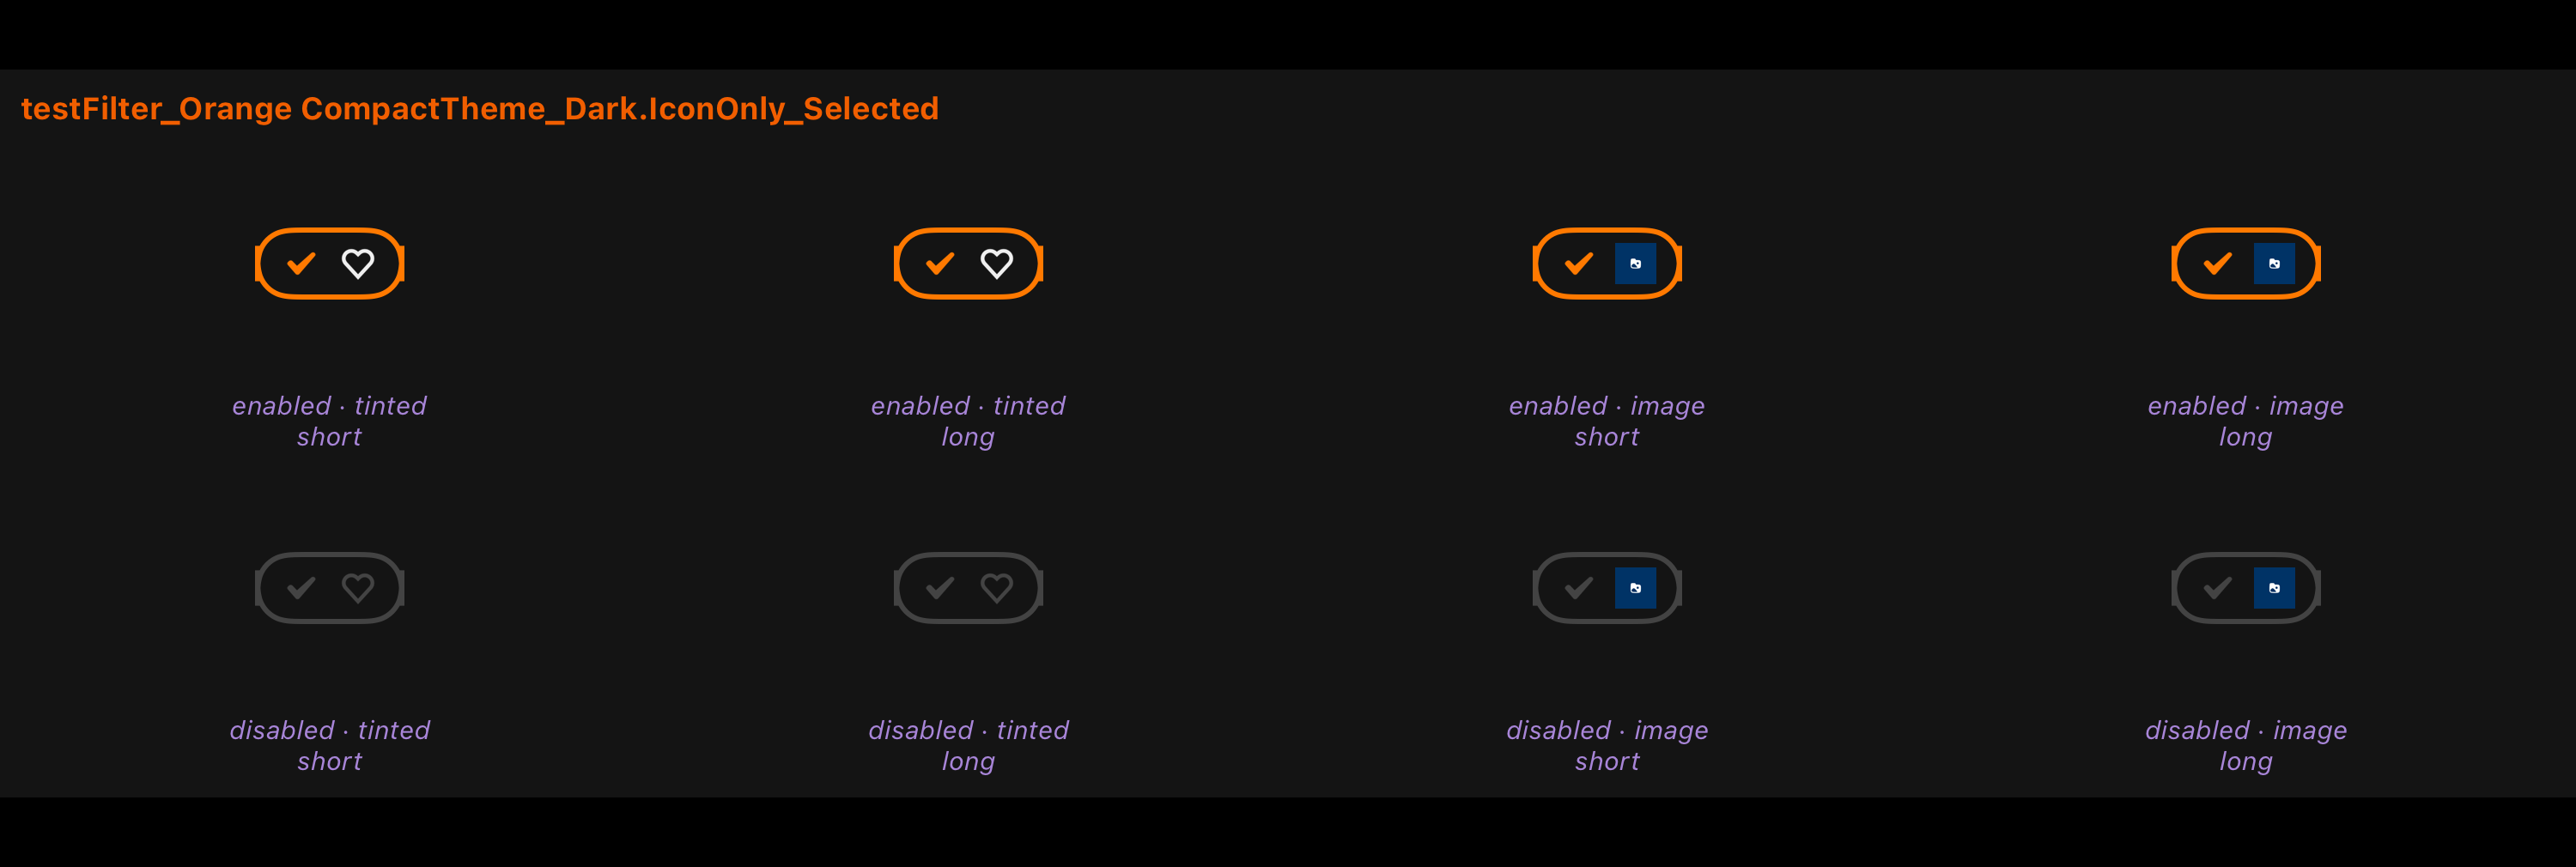 testFilter_Orange CompactTheme_Dark.IconOnly_Selected
enabled · tinted
short
enabled · tinted
long
enabled · image
short
enabled · image
long
disabled · tinted
short
disabled · tinted
long
disabled · image
short
disabled · image
long